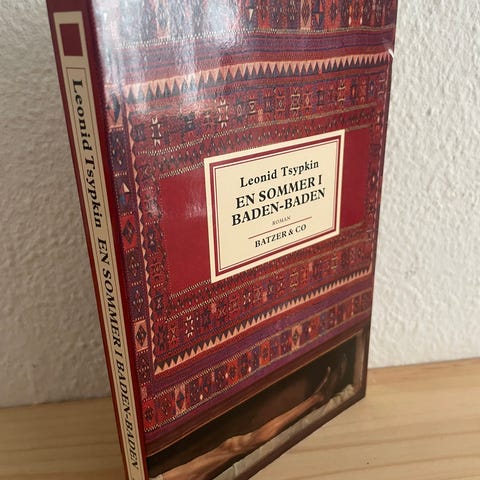 Leonid Tsypkin
EN SOMMER I
BADEN-BADEN
ROMAN
BATZER & CO
Leonid Tsypkin EN SOMMER I BADEN-BADEN